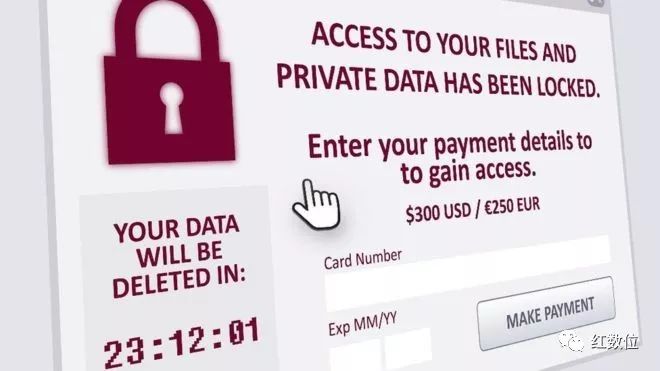 ACCESS TO YOUR FILES AND
PRIVATE DATA HAS BEEN LOCKED.
Enter your payment details to
to gain access.
$300 USD / €250 EUR
YOUR DATA
WILL BE
DELETED IN:
23:12:01
Card Number
Exp MM/YY
MAKE PAYMENT
红数位